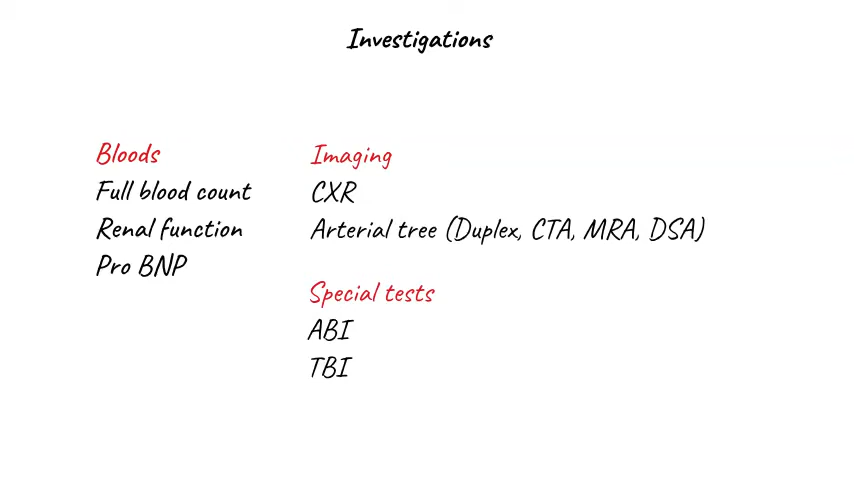 Investigations
Bloods
Full blood count
Renal function
Pro BNP
Imaging
CXR
Arterial tree (Duplex, CTA, MRA, DSA)
Special tests
ABI
TBI